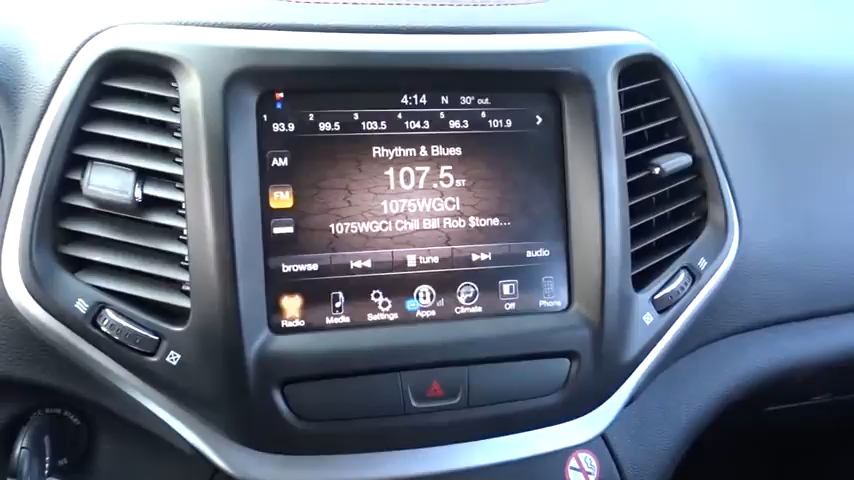 4:14 N 30° out
1 93.9 2 99.5 3 103.5 4 104.3 5 96.3 6 101.9
AM
Rhythm & Blues
FM
107.5 ST
1075WGCI
1075WGCI Chill Bill Rob $tone...
browse tune audio
Radio Media Settings Apps Climate Off Phone